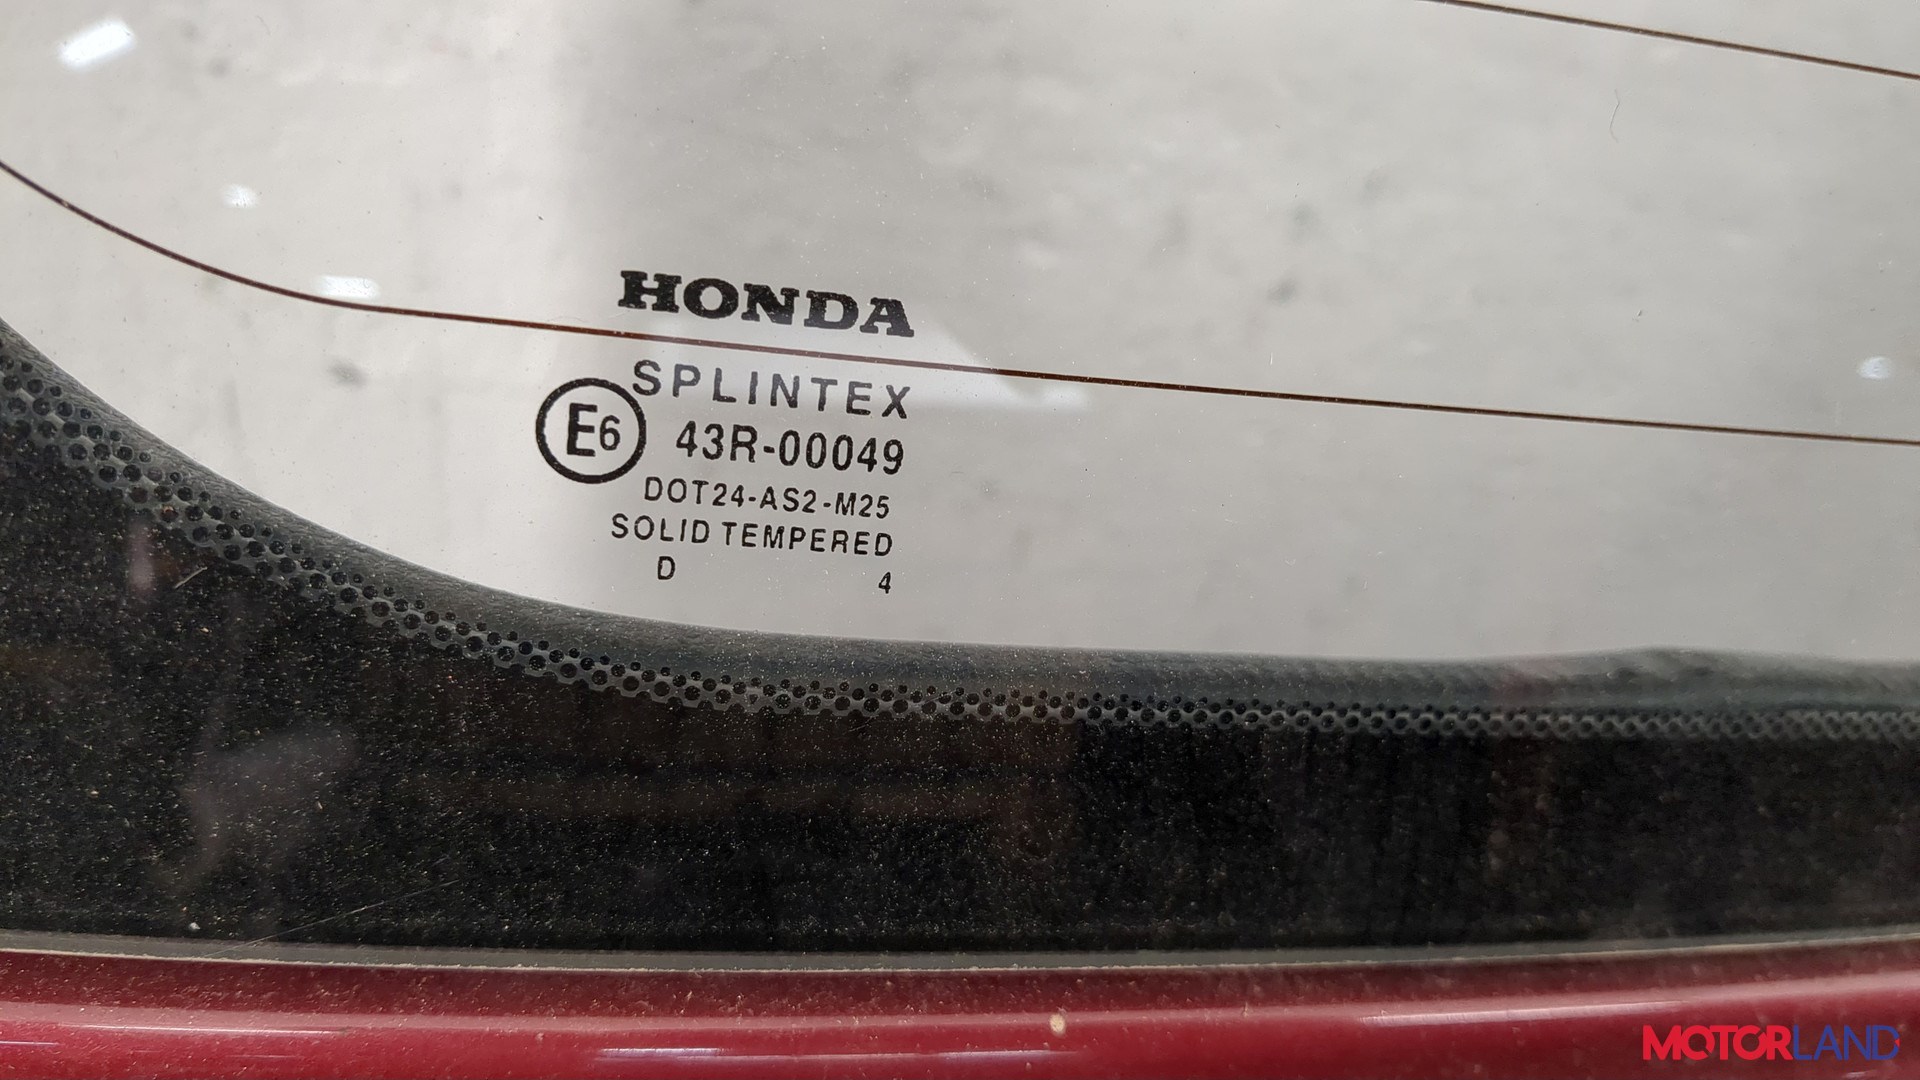 HONDA
SPLINTEX
E6 43R-00049
DOT24-AS2-M25
SOLID TEMPERED
D 4
MOTORLAND